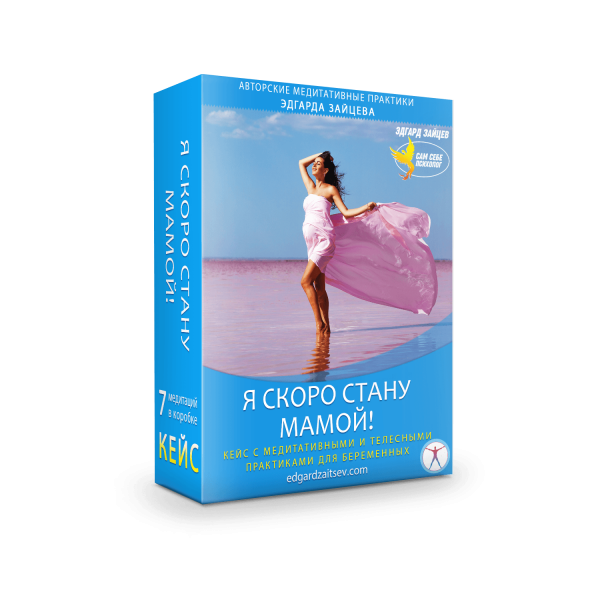 АВТОРСКИЕ МЕДИТАТИВНЫЕ ПРАКТИКИ
ЭДГАРДА ЗАЙЦЕВА
ЭДГАРД ЗАЙЦЕВ
САМ СЕБЕ
ПСИХОЛОГ
Я СКОРО СТАНУ
МАМОЙ!
КЕЙС С МЕДИТАТИВНЫМИ И ТЕЛЕСНЫМИ
ПРАКТИКАМИ ДЛЯ БЕРЕМЕННЫХ
edgardzaitsev.com
Я СКОРО СТАНУ
МАМОЙ!
7 медитаций
в коробке
КЕЙС